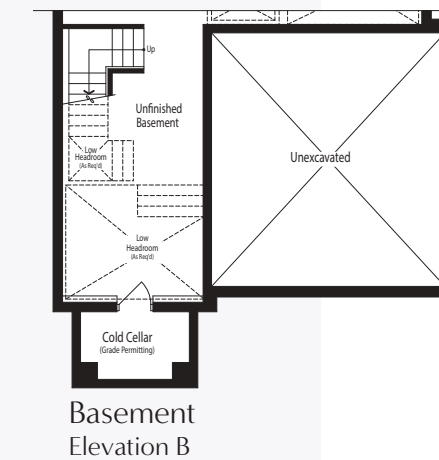 Up
Unfinished
Basement
Low
Headroom
(As Req'd)
Unexcavated
Low
Headroom
(As Req'd)
Cold Cellar
(Grade Permitting)
Basement
Elevation B